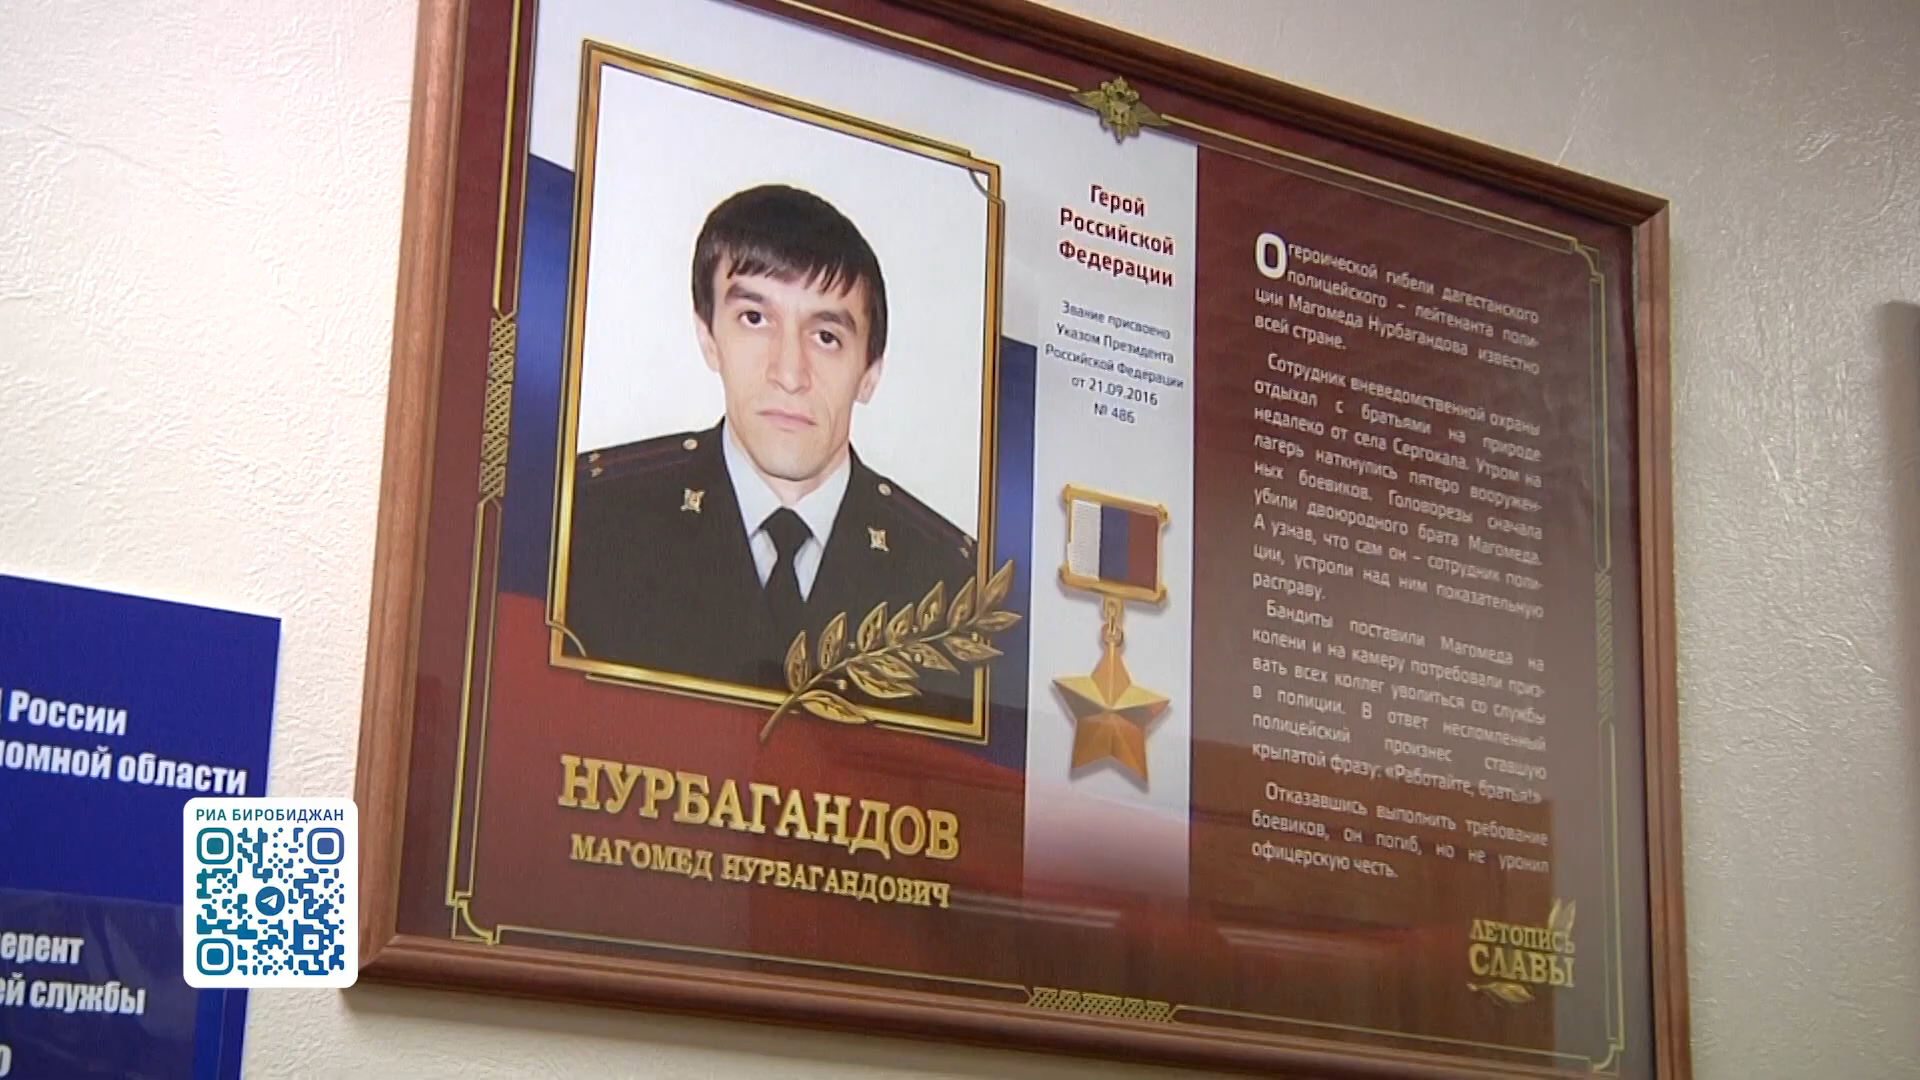 Герой
Российской
Федерации
Звание присвоено
Указом Президента
Российской Федерации
от 21.09.2016
№ 486
О героической гибели дагестанского
полицейского – лейтенанта поли-
ции Магомеда Нурбагандова известно
всей стране.
Сотрудник вневедомственной охраны
отдыхал с братьями на природе
недалеко от села Сергокала. Утром на
лагерь наткнулись пятеро вооружен-
ных боевиков. Головорезы сначала
убили двоюродного брата Магомеда.
А узнав, что сам он – сотрудник поли-
ции, устроли над ним показательную
расправу.
Бандиты поставили Магомеда на
колени и на камеру потребовали приз-
вать всех коллег уволиться со службы
в полиции. В ответ несломленный
полицейский произнес ставшую
крылатой фразу: «Работайте, братья!»
Отказавшись выполнить требование
боевиков, он погиб, но не уронил
офицерскую честь.
НУРБАГАНДОВ
МАГОМЕД НУРБАГАНДОВИЧ
ЛЕТОПИСЬ
СЛАВЫ
России
омной области
РИА БИРОБИДЖАН
ерент
ей службы